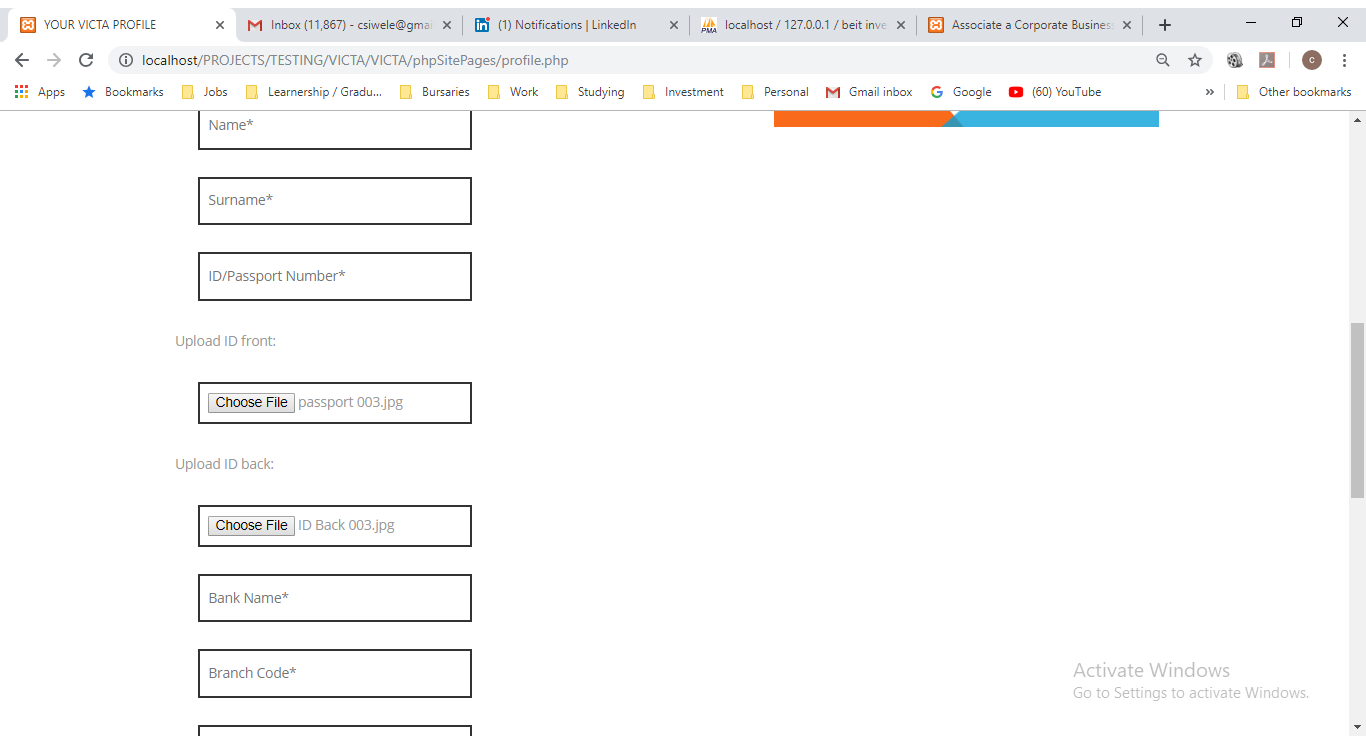 YOUR VICTA PROFILE
Inbox (11,867) - csiwele@gmai
(1) Notifications | LinkedIn
localhost / 127.0.0.1 / beit inve
Associate a Corporate Business
localhost/PROJECTS/TESTING/VICTA/VICTA/phpSitePages/profile.php
c
Apps
Bookmarks
Jobs
Learnership / Gradu...
Bursaries
Work
Studying
Investment
Personal
Gmail inbox
Google
(60) YouTube
»
Other bookmarks
Name*
Surname*
ID/Passport Number*
Upload ID front:
Choose File passport 003.jpg
Upload ID back:
Choose File ID Back 003.jpg
Bank Name*
Branch Code*
Activate Windows
Go to Settings to activate Windows.